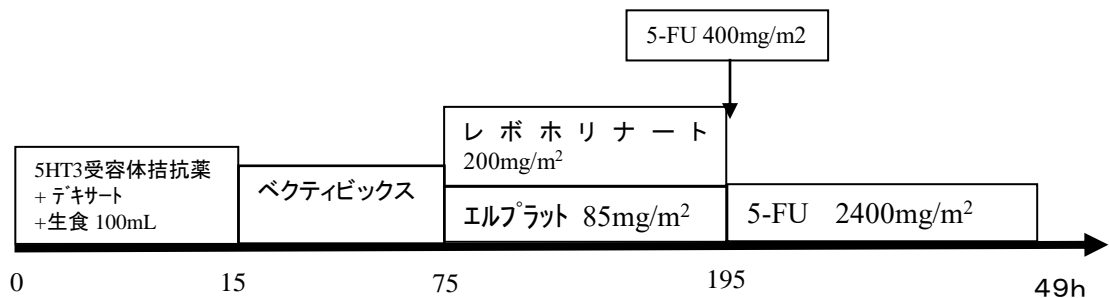 5-FU 400mg/m2
レボホリナート
200mg/m²
5HT3受容体拮抗薬
+ デキサート
+生食 100mL
ベクティビックス
エルプラット 85mg/m²
5-FU 2400mg/m²
0
15
75
195
49h